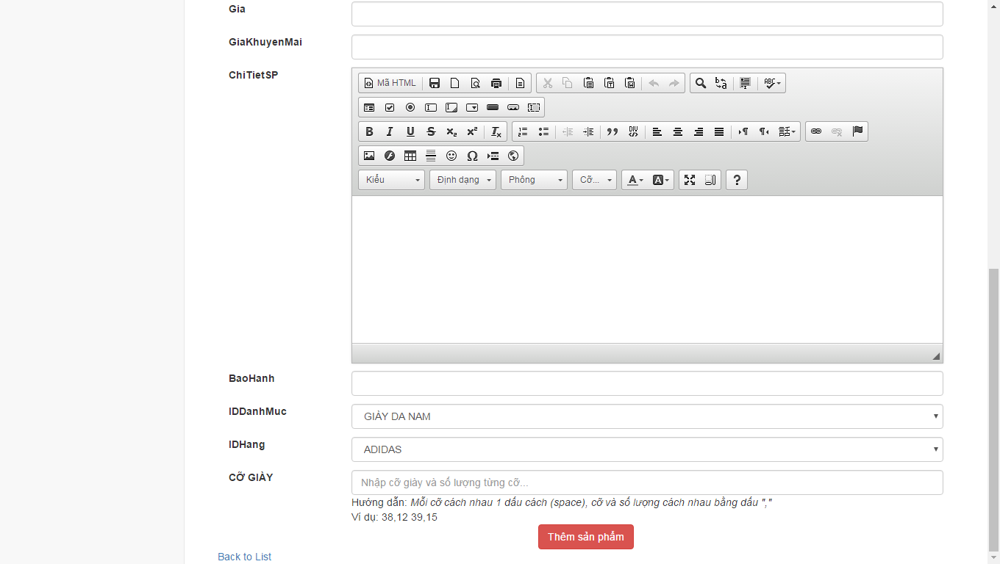 Gia
GiaKhuyenMai
ChiTietSP
Mã HTML
Kiểu Định dạng Phông Cỡ...
BaoHanh
IDDanhMuc
GIÀY DA NAM
IDHang
ADIDAS
CỠ GIÀY
Nhập cỡ giày và số lượng từng cỡ...
Hướng dẫn: Mỗi cỡ cách nhau 1 dấu cách (space), cỡ và số lượng cách nhau bằng dấu ","
Ví dụ: 38,12 39,15
Thêm sản phẩm
Back to List